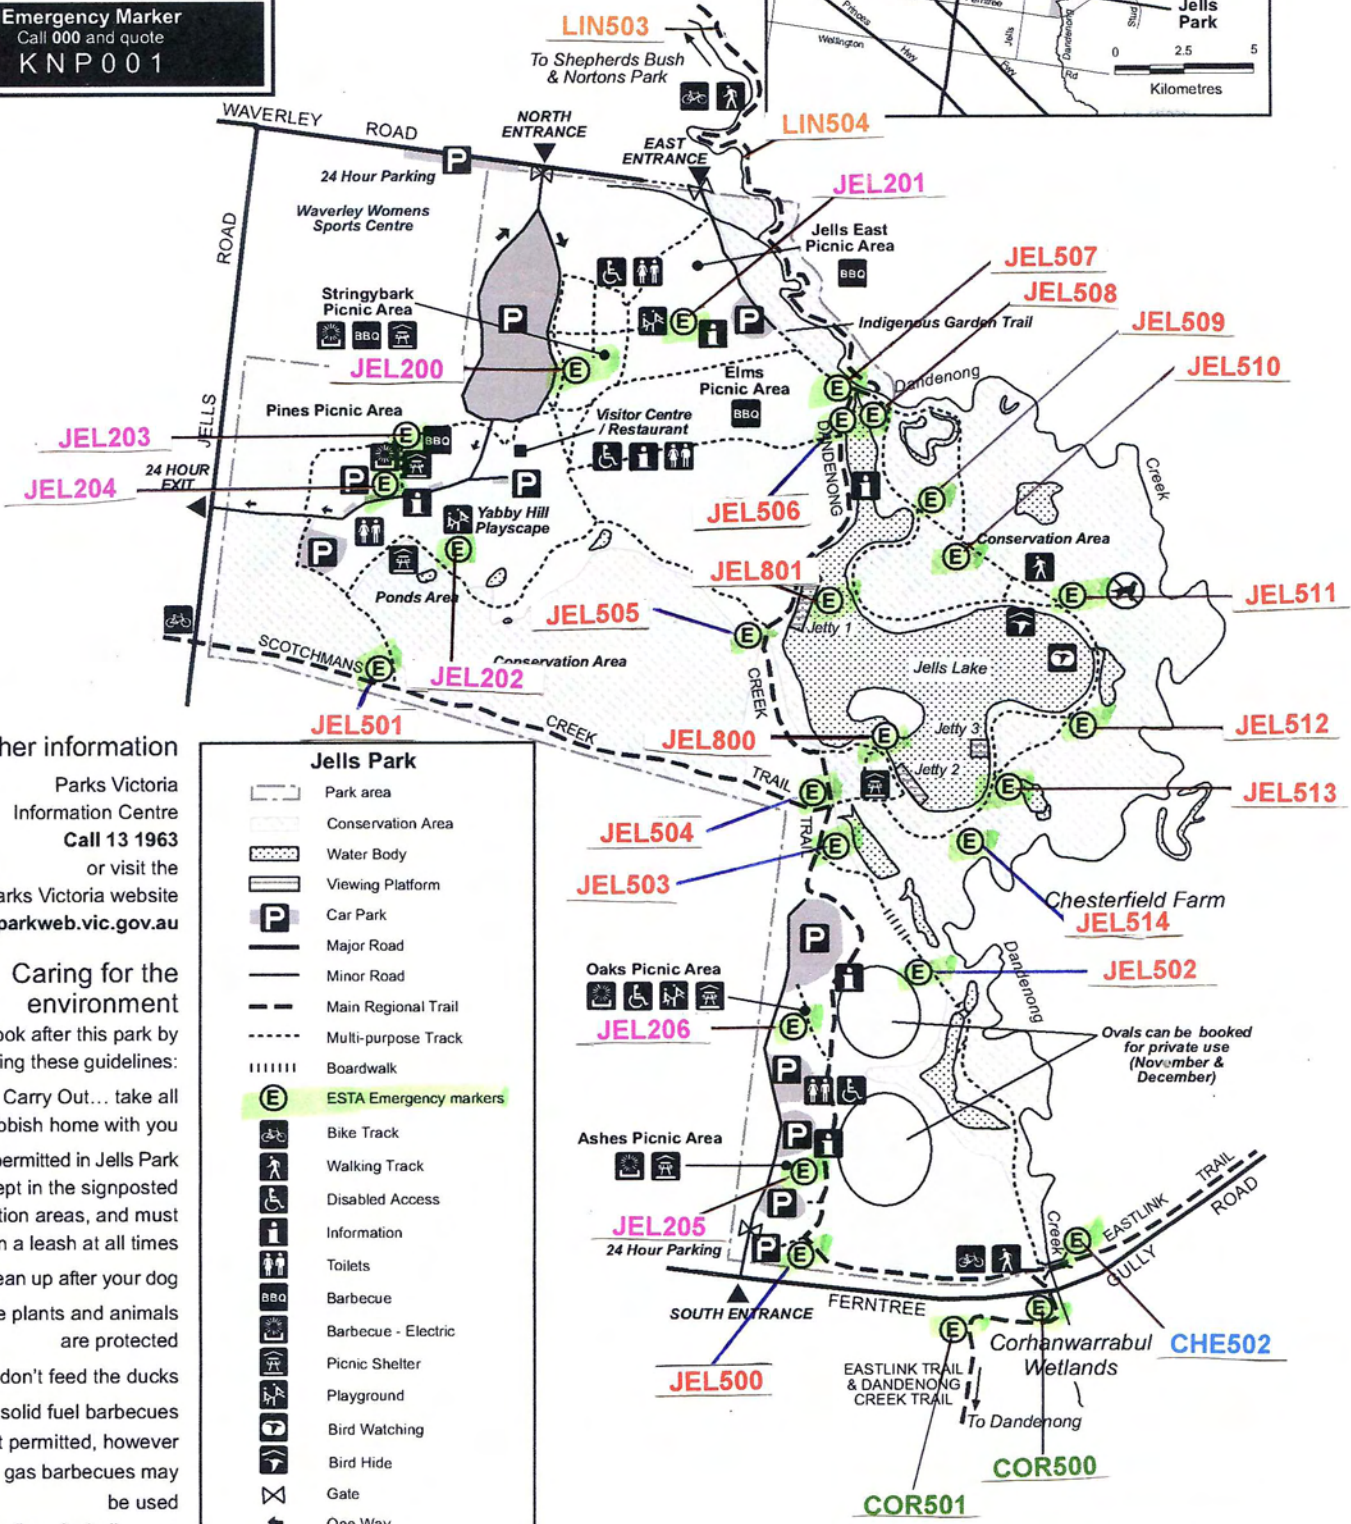 Emergency Marker
Call 000 and quote
KNP001
LIN503
To Shepherds Bush
& Nortons Park
Princes
Hwy
Wellington
Ferntree
Jells
Fwy
Dandenong
Stud
Rd
Jells
Park
0 2.5 5
Kilometres
WAVERLEY ROAD
NORTH
ENTRANCE
EAST
ENTRANCE
LIN504
P
24 Hour Parking
JEL201
Waverley Womens
Sports Centre
Jells East
Picnic Area
BBQ
JELLS ROAD
JEL507
JEL508
JEL509
JEL510
Stringybark
Picnic Area
BBQ
P
E
i
P
Indigenous Garden Trail
JEL200
E
Elms
Picnic Area
BBQ
E
E
E
Dandenong
Creek
Pines Picnic Area
JEL203
E
BBQ
Visitor Centre
/ Restaurant
i
24 HOUR
EXIT
JEL204
P
E
i
P
Yabby Hill
Playscape
JEL506
DANDENONG
i
E
P
E
Ponds Area
JEL801
E
Jetty 1
E
Conservation Area
E
JEL511
JEL505
E
SCOTCHMANS
E
Conservation Area
JEL202
JEL501
CREEK
CREEK
Jells Lake
JEL800
E
Jetty 3
Jetty 2
E
JEL512
TRAIL
TRAIL
E
E
JEL513
JEL504
E
JEL503
E
Chesterfield Farm
JEL514
P
Oaks Picnic Area
i
E
JEL502
Dandenong
JEL206
E
Ovals can be booked
for private use
(November &
December)
P
Ashes Picnic Area
P
i
E
P
JEL205
24 Hour Parking
P
E
Creek
E
EASTLINK TRAIL
GULLY ROAD
SOUTH ENTRANCE
FERNTREE
E
E
Corhanwarrabul
Wetlands
CHE502
JEL500
EASTLINK TRAIL
& DANDENONG
CREEK TRAIL
To Dandenong
COR500
COR501
her information
Parks Victoria
Information Centre
Call 13 1963
or visit the
arks Victoria website
parkweb.vic.gov.au
Caring for the
environment
ook after this park by
ing these guidelines:
Carry Out... take all
bbish home with you
permitted in Jells Park
ept in the signposted
tion areas, and must
n a leash at all times
ean up after your dog
e plants and animals
are protected
don't feed the ducks
solid fuel barbecues
t permitted, however
gas barbecues may
be used
Jells Park
Park area
Conservation Area
Water Body
Viewing Platform
P Car Park
Major Road
Minor Road
Main Regional Trail
Multi-purpose Track
Boardwalk
E ESTA Emergency markers
Bike Track
Walking Track
Disabled Access
i Information
Toilets
BBQ Barbecue
Barbecue - Electric
Picnic Shelter
Playground
Bird Watching
Bird Hide
Gate
One Way